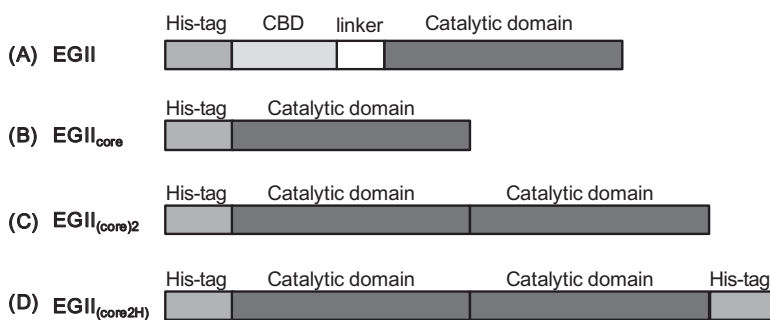 His-tag CBD linker Catalytic domain
(A) EGII
His-tag Catalytic domain
(B) EGIIcore
His-tag Catalytic domain Catalytic domain
(C) EGII(core)2
His-tag Catalytic domain Catalytic domain His-tag
(D) EGII(core2H)